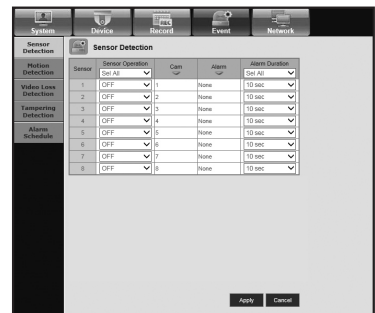 System Device Record Event Network
Sensor Detection
Motion Detection
Video Loss Detection
Tampering Detection
Alarm Schedule
Sensor Detection
Sensor Sensor Operation Cam Alarm Alarm Duration
Sel All Sel All
1 OFF 1 None 10 sec
2 OFF 2 None 10 sec
3 OFF 3 None 10 sec
4 OFF 4 None 10 sec
5 OFF 5 None 10 sec
6 OFF 6 None 10 sec
7 OFF 7 None 10 sec
8 OFF 8 None 10 sec
Apply Cancel